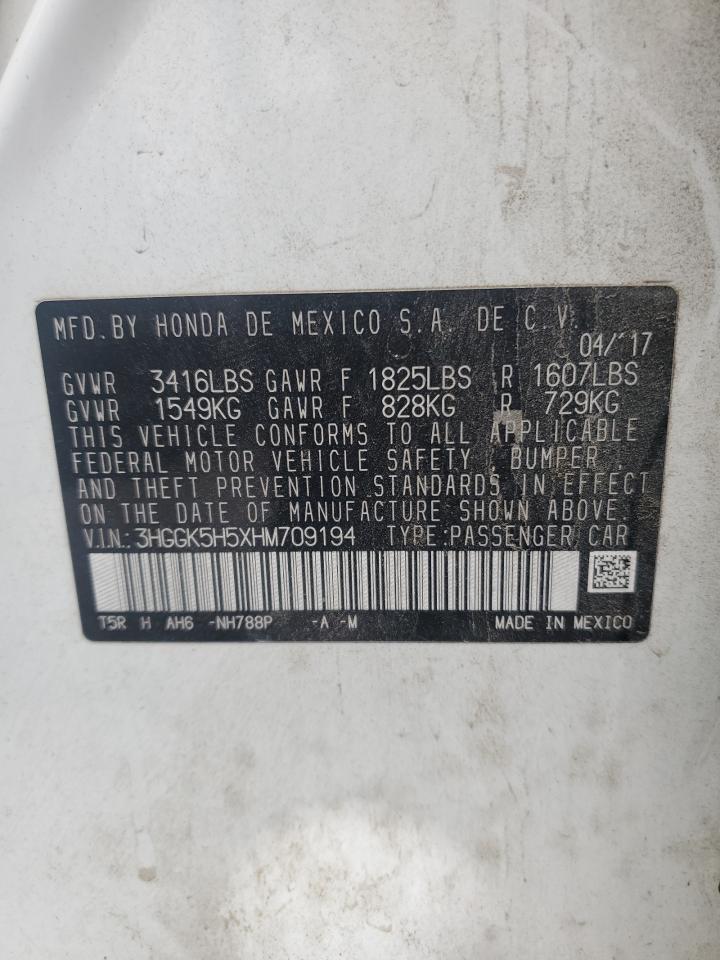 MFD. BY HONDA DE MEXICO S.A. DE C.V.
04/'17
GVWR 3416LBS GAWR F 1825LBS R 1607LBS
GVWR 1549KG GAWR F 828KG R 729KG
THIS VEHICLE CONFORMS TO ALL APPLICABLE
FEDERAL MOTOR VEHICLE SAFETY , BUMPER ,
AND THEFT PREVENTION STANDARDS IN EFFECT
ON THE DATE OF MANUFACTURE SHOWN ABOVE.
V.I.N.: 3HGGK5H5XHM709194 TYPE:PASSENGER CAR
T5R H AH6 -NH788P -A -M MADE IN MEXICO